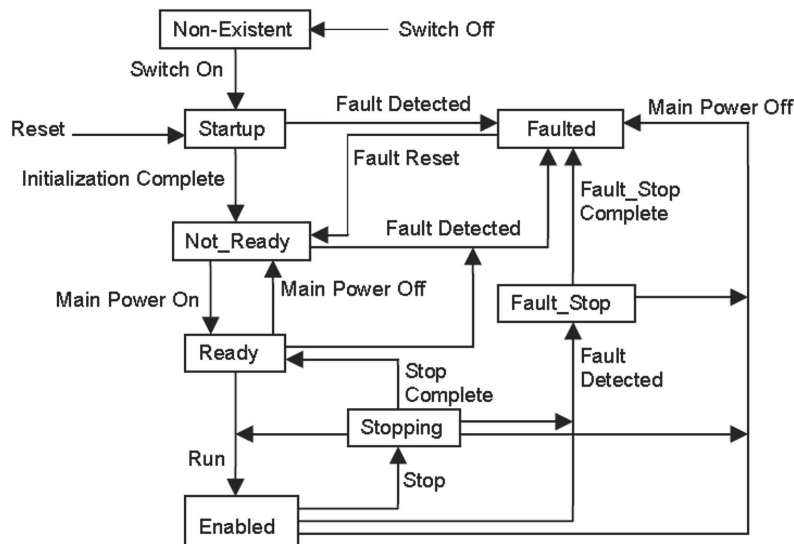 Non-Existent
Switch Off
Switch On
Fault Detected
Main Power Off
Reset
Startup
Faulted
Fault Reset
Initialization Complete
Fault_Stop
Complete
Not_Ready
Fault Detected
Main Power On
Main Power Off
Fault_Stop
Ready
Stop
Complete
Fault
Detected
Stopping
Run
Stop
Enabled